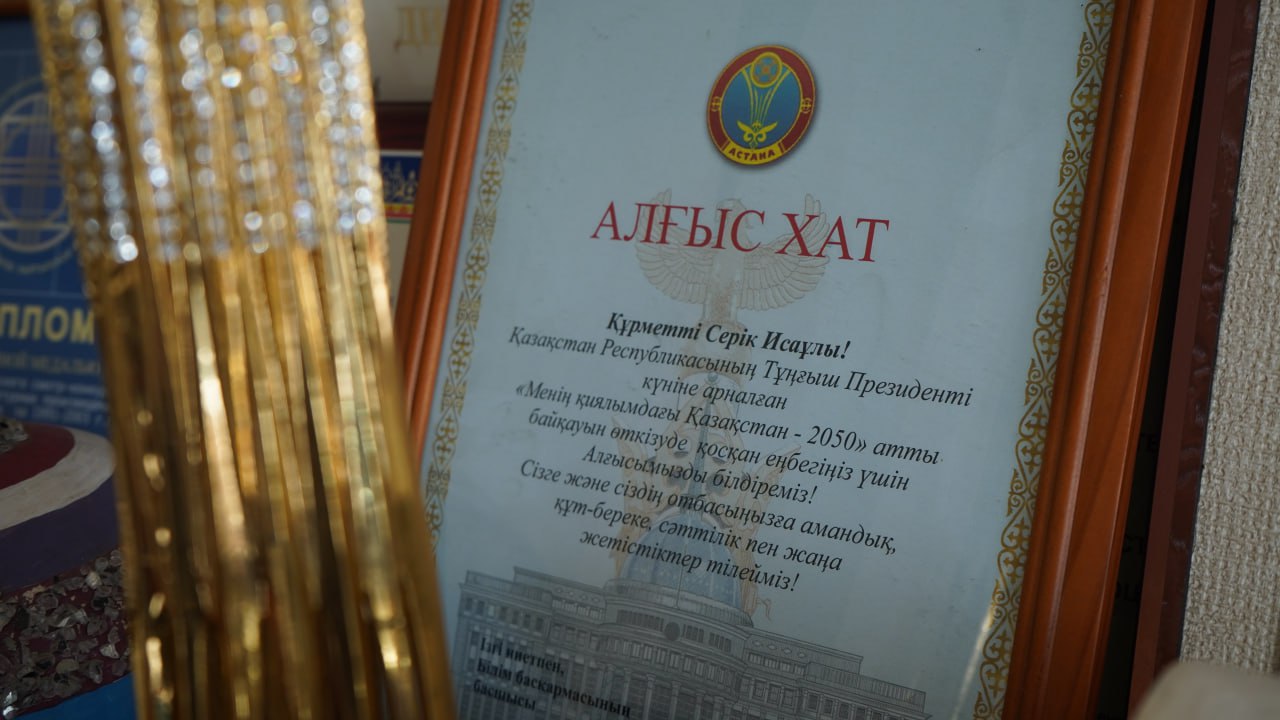 АСТАНА
АЛҒЫС ХАТ
Құрметті Серік Исаұлы!
Қазақстан Республикасының Тұңғыш Президенті
күніне арналған
«Менің қиялымдағы Қазақстан - 2050» атты
байқауын өткізуде қосқан еңбегіңіз үшін
Алғысымызды білдіреміз!
Сізге және сіздің отбасыңызға амандық,
құт-береке, сәттілік пен жаңа
жетістіктер тілейміз!
Ізгі ниетпен,
Білім басқармасының
басшысы
ПЛОМ